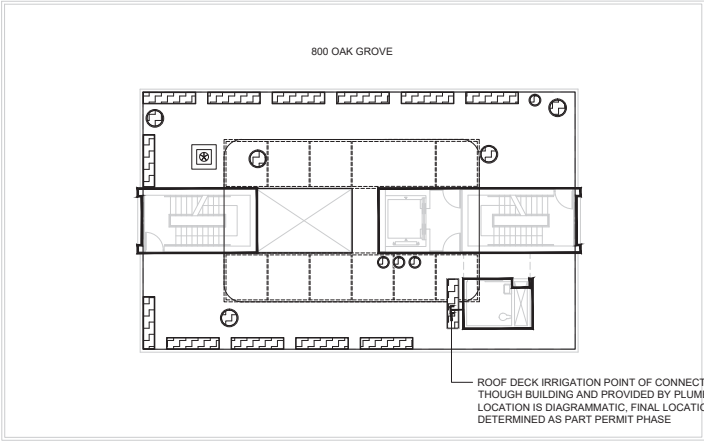 800 OAK GROVE
ROOF DECK IRRIGATION POINT OF CONNECT
THOUGH BUILDING AND PROVIDED BY PLUM
LOCATION IS DIAGRAMMATIC, FINAL LOCATIO
DETERMINED AS PART PERMIT PHASE